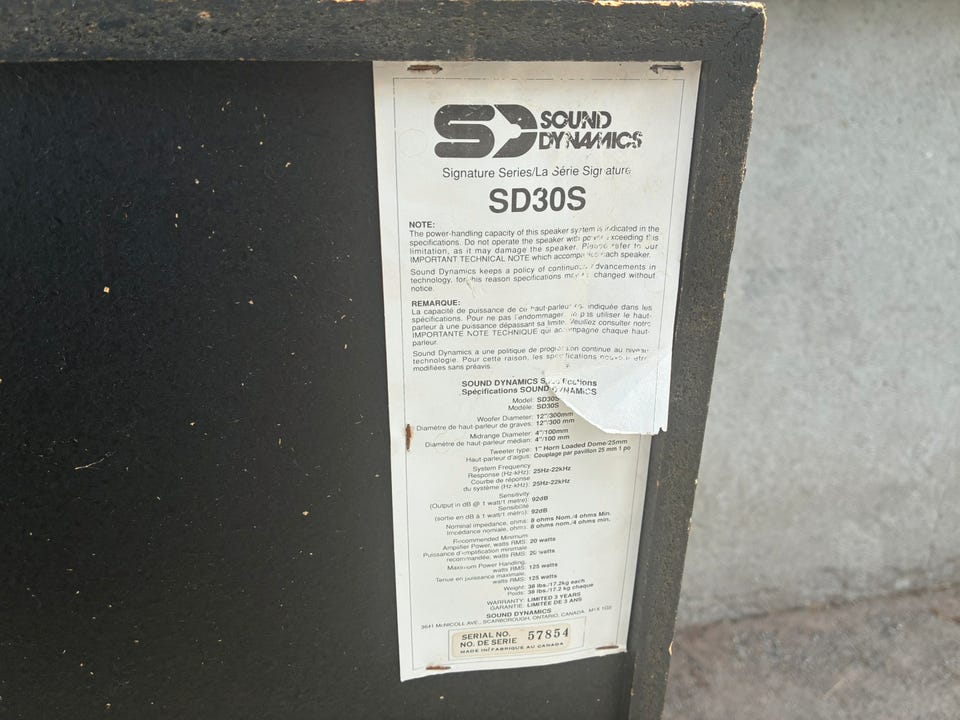 SD SOUND
DYNAMICS
Signature Series/La Série Signature
SD30S
NOTE:
The power-handling capacity of this speaker system is indicated in the
specifications. Do not operate the speaker with power exceeding this
limitation, as it may damage the speaker. Please refer to our
IMPORTANT TECHNICAL NOTE which accompanies each speaker.
Sound Dynamics keeps a policy of continuous advancements in
technology, for this reason specifications may be changed without
notice.
REMARQUE:
La capacité de puissance de ce haut-parleur indiquée dans les
spécifications. Pour ne pas l'endommager, ne pas utiliser le haut-
parleur à une puissance dépassant sa limite. Veuillez consulter notre
IMPORTANTE NOTE TECHNIQUE qui accompagne chaque haut-
parleur.
Sound Dynamics a une politique de progression continue au niveau
technologie. Pour cette raison, les spécifications
modifiées sans préavis.
SOUND DYNAMICS Specifications
Spécifications SOUND DYNAMICS
Model: SD30S
Modèle: SD30S
Woofer Diameter: 12"/300mm
Diamètre de haut-parleur de graves: 12"/300 mm
Midrange Diameter: 4"/100mm
Diamètre de haut-parleur médian: 4"/100 mm
Tweeter type: 1" Horn Loaded Dome/25mm
Haut-parleur d'aigus: Couplage par pavillon 25 mm 1 po
System Frequency
Response (Hz-kHz): 25Hz-22kHz
Courbe de réponse
du système (Hz-kHz): 25Hz-22kHz
Sensitivity
(Output in dB @ 1 watt/1 metre): 92dB
Sensibilité
(sortie en dB à 1 watt/1 mètre): 92dB
Nominal impedance, ohms: 8 ohms Nom./4 ohms Min.
Impédance nomiale, ohms: 8 ohms nom./4 ohms min.
Recommended Minimum
Amplifier Power, watts RMS: 20 watts
Puissance d'amplification minimale
recommandée, watts RMS: 20 watts
Maximum Power Handling,
watts RMS: 125 watts
Tenue en puissance maximale,
watts RMS: 125 watts
Weight: 38 lbs./17.2kg each
Poids: 38 lbs./17.2 kg chaque
WARRANTY: LIMITED 3 YEARS
GARANTIE: LIMITÉE DE 3 ANS
SOUND DYNAMICS
3641 McNICOLL AVE., SCARBOROUGH, ONTARIO, CANADA, M1X 1G5
SERIAL NO.
NO. DE SERIE 57854
MADE IN/FABRIQUE AU CANADA